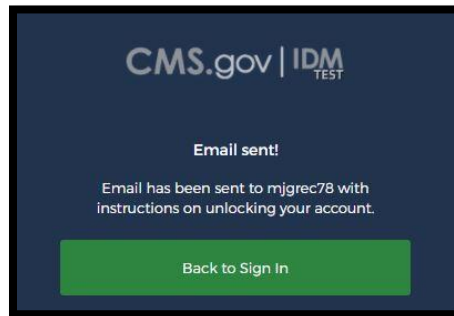 CMS.gov | IDM
TEST
Email sent!
Email has been sent to mjgrec78 with
instructions on unlocking your account.
Back to Sign In